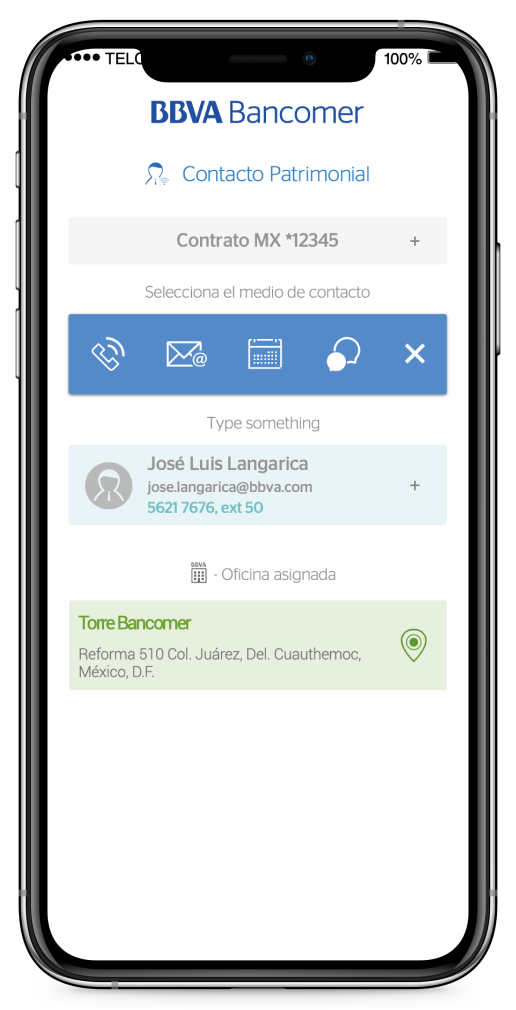 TELC
100%
BBVA Bancomer
Contacto Patrimonial
Contrato MX *12345
+
Selecciona el medio de contacto
@
Type something
José Luis Langarica
jose.langarica@bbva.com
+
5621 7676, ext 50
BBVA
- Oficina asignada
Torre Bancomer
Reforma 510 Col. Juárez, Del. Cuauthemoc,
México, D.F.